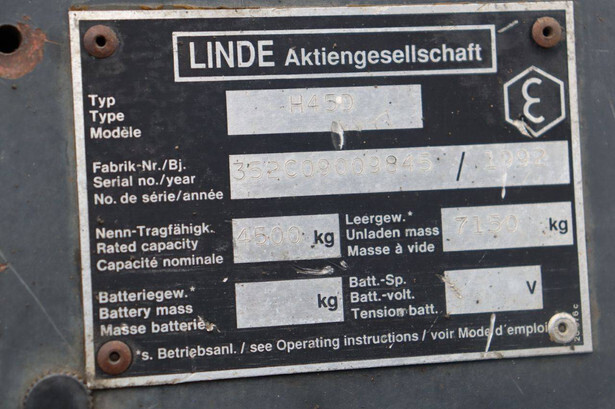 LINDE Aktiengesellschaft
Typ
Type
Modèle
H45D
ε
Fabrik-Nr./Bj.
Serial no./year
No. de série/année
/
Nenn-Tragfähigk.
Rated capacity
Capacité nominale
4500 kg
Leergew.*
Unladen mass
Masse à vide
kg
Batteriegew.*
Battery mass
Masse batterie
kg
Batt.-Sp.
Batt.-volt.
Tension batt.
V
*s. Betriebsanl. / see Operating instructions / voir Mode d'emploi